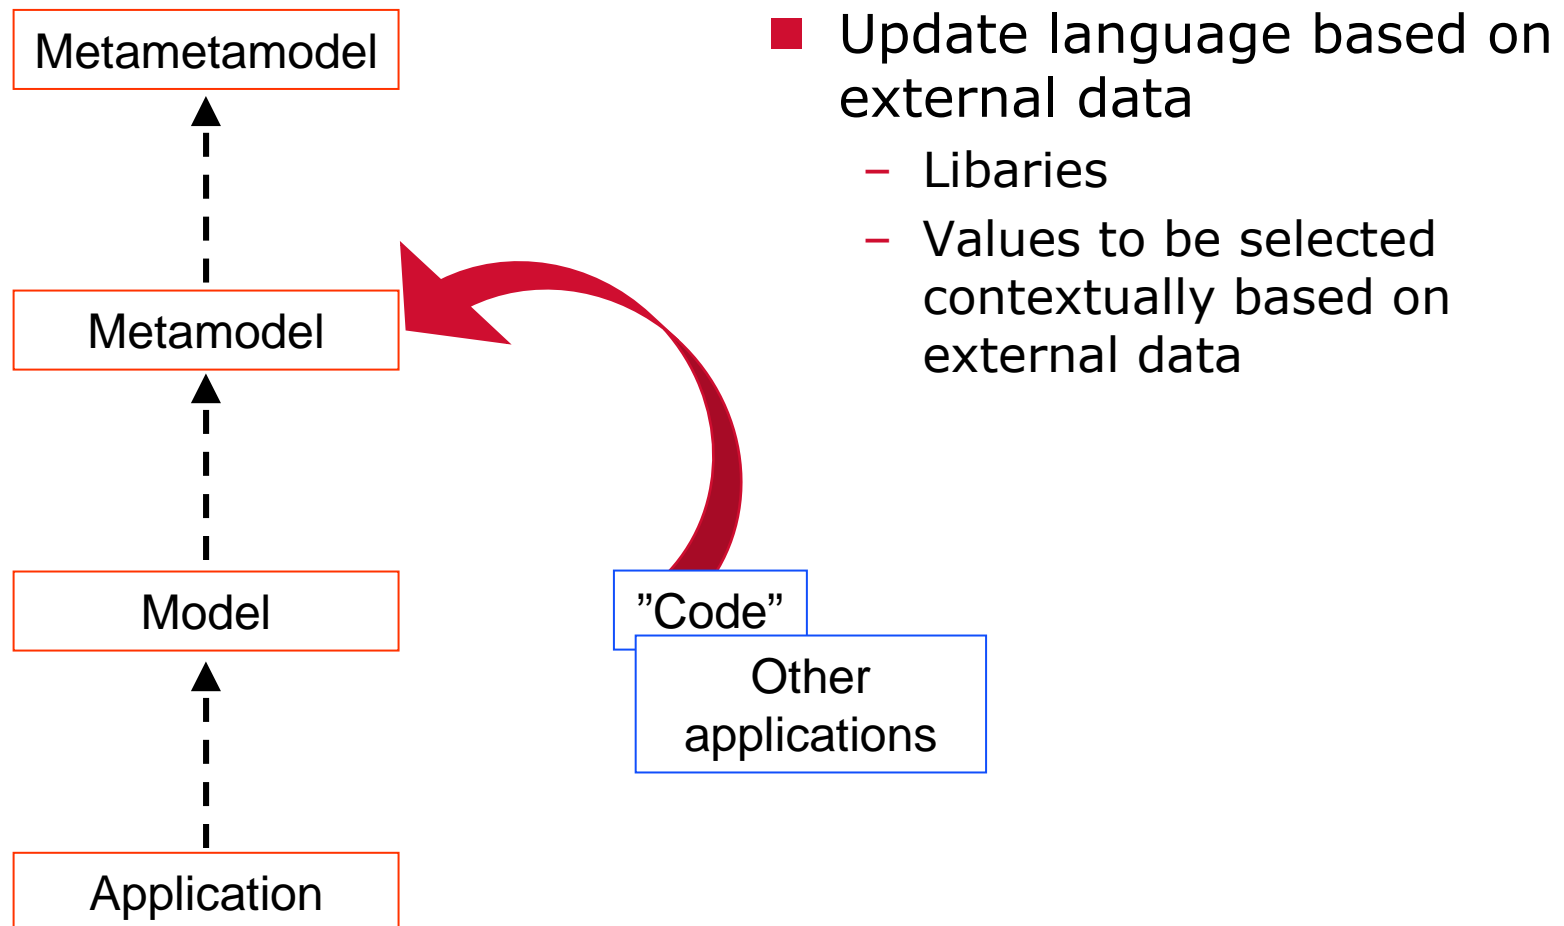 Metametamodel
Metamodel
Model
Application
”Code”
Other
applications
Update language based on
external data
– Libaries
– Values to be selected
contextually based on
external data